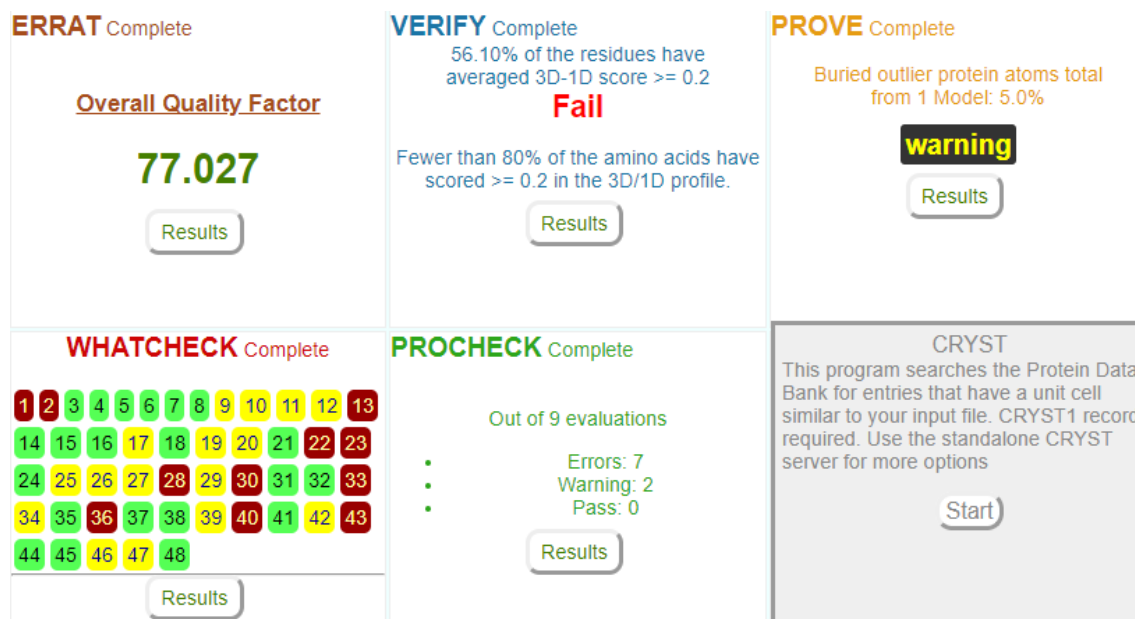 ERRAT Complete
Overall Quality Factor
77.027
Results
VERIFY Complete
56.10% of the residues have
averaged 3D-1D score >= 0.2
Fail
Fewer than 80% of the amino acids have
scored >= 0.2 in the 3D/1D profile.
Results
PROVE Complete
Buried outlier protein atoms total
from 1 Model: 5.0%
warning
Results
WHATCHECK Complete
1 2 3 4 5 6 7 8 9 10 11 12 13
14 15 16 17 18 19 20 21 22 23
24 25 26 27 28 29 30 31 32 33
34 35 36 37 38 39 40 41 42 43
44 45 46 47 48
Results
PROCHECK Complete
Out of 9 evaluations
• Errors: 7
• Warning: 2
• Pass: 0
Results
CRYST
This program searches the Protein Data
Bank for entries that have a unit cell
similar to your input file. CRYST1 record
required. Use the standalone CRYST
server for more options
Start